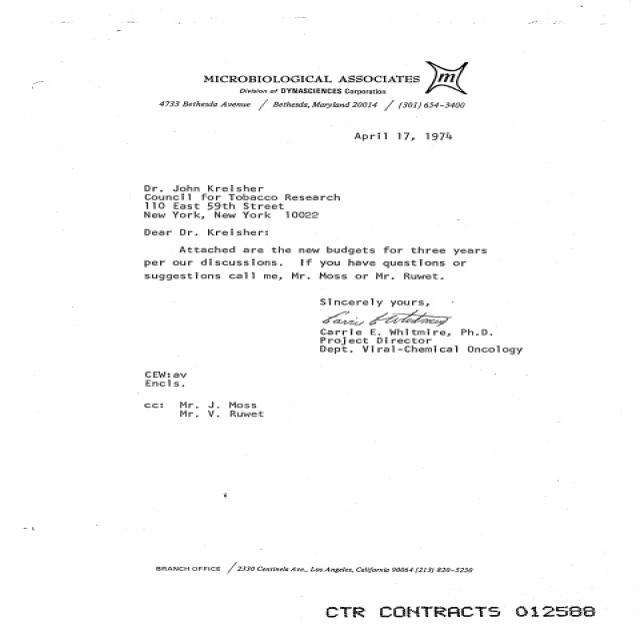 MICROBIOLOGICAL ASSOCIATES m
Division of DYNASCIENCES Corporation
4733 Bethesda Avenue / Bethesda, Maryland 20014 / (301) 654-3400
April 17, 1974
Dr. John Kreisher
Council for Tobacco Research
110 East 59th Street
New York, New York 10022
Dear Dr. Kreisher:
Attached are the new budgets for three years
per our discussions. If you have questions or
suggestions call me, Mr. Moss or Mr. Ruwet.
Sincerely yours,
Carrie E Whitmire
Carrie E. Whitmire, Ph.D.
Project Director
Dept. Viral-Chemical Oncology
CEW:av
Encls.
cc: Mr. J. Moss
Mr. V. Ruwet
BRANCH OFFICE / 2330 Centinela Ave., Los Angeles, California 90064 (213) 820-5250
CTR CONTRACTS 012588